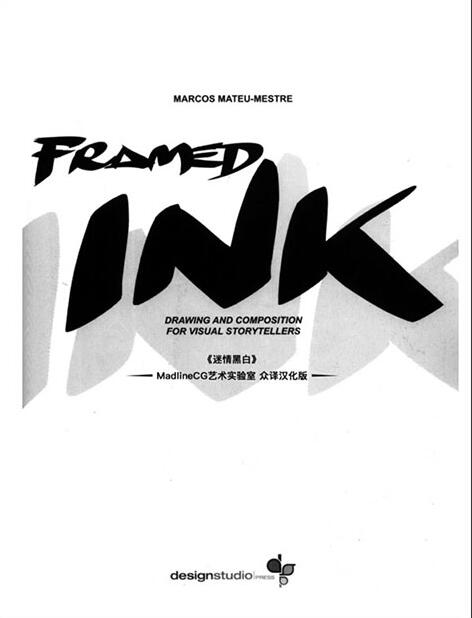 MARCOS MATEU-MESTRE
FRAMED
INK
DRAWING AND COMPOSITION
FOR VISUAL STORYTELLERS
《迷情黑白》
MadlineCG艺术实验室 众译汉化版
designstudio|PRESS
dsp